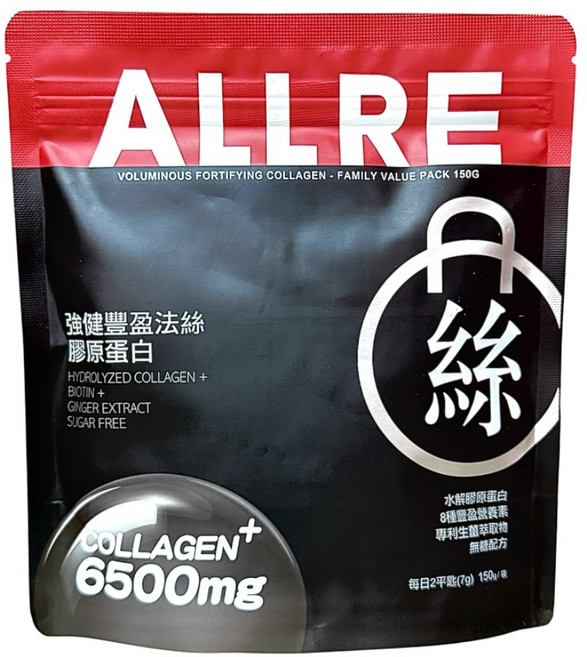 ALLRE
VOLUMINOUS FORTIFYING COLLAGEN - FAMILY VALUE PACK 150G
強健豐盈法絲
膠原蛋白
HYDROLYZED COLLAGEN +
BIOTIN +
GINGER EXTRACT
SUGAR FREE
絲
COLLAGEN+
6500mg
水解膠原蛋白
8種豐盈營養素
專利生薑萃取物
無糖配方
每日2平匙(7g) 150g/袋